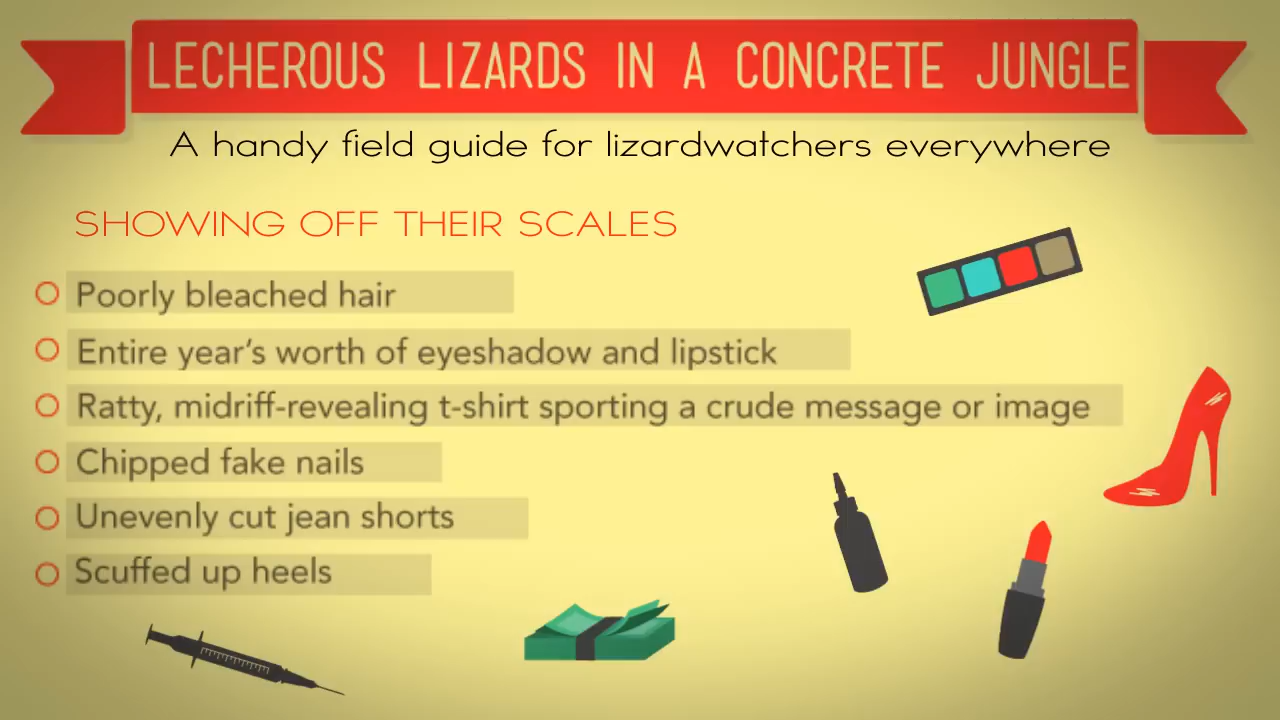 LECHEROUS LIZARDS IN A CONCRETE JUNGLE
A handy field guide for lizardwatchers everywhere
SHOWING OFF THEIR SCALES
Poorly bleached hair
Entire year's worth of eyeshadow and lipstick
Ratty, midriff-revealing t-shirt sporting a crude message or image
Chipped fake nails
Unevenly cut jean shorts
Scuffed up heels